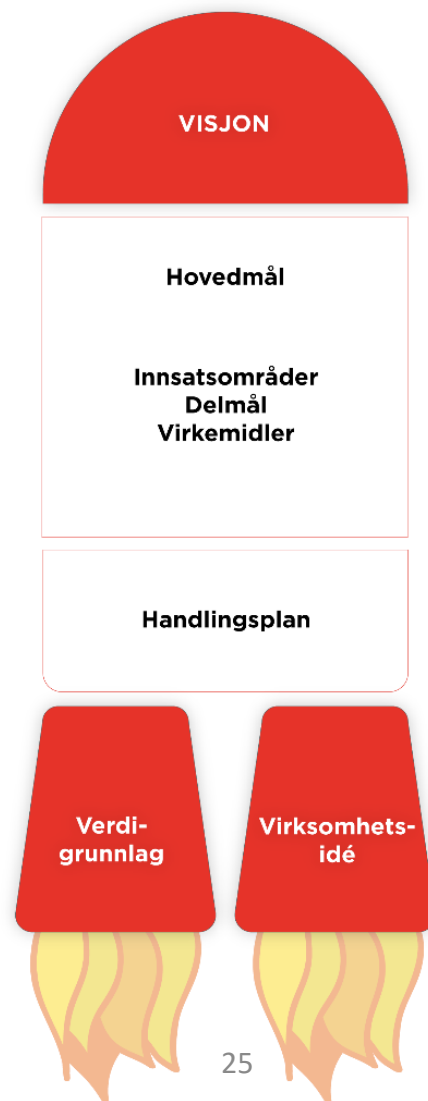 VISJON
Hovedmål
Innsatsområder
Delmål
Virkemidler
Handlingsplan
Verdi-
grunnlag
Virksomhets-
idé
25